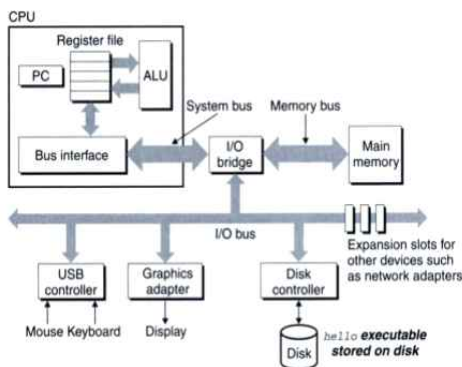 CPU
Register file
PC
ALU
System bus
Memory bus
Bus interface
I/O
bridge
Main
memory
I/O bus
Expansion slots for
other devices such
as network adapters
USB
controller
Graphics
adapter
Disk
controller
Mouse Keyboard
Display
Disk
hello executable
stored on disk